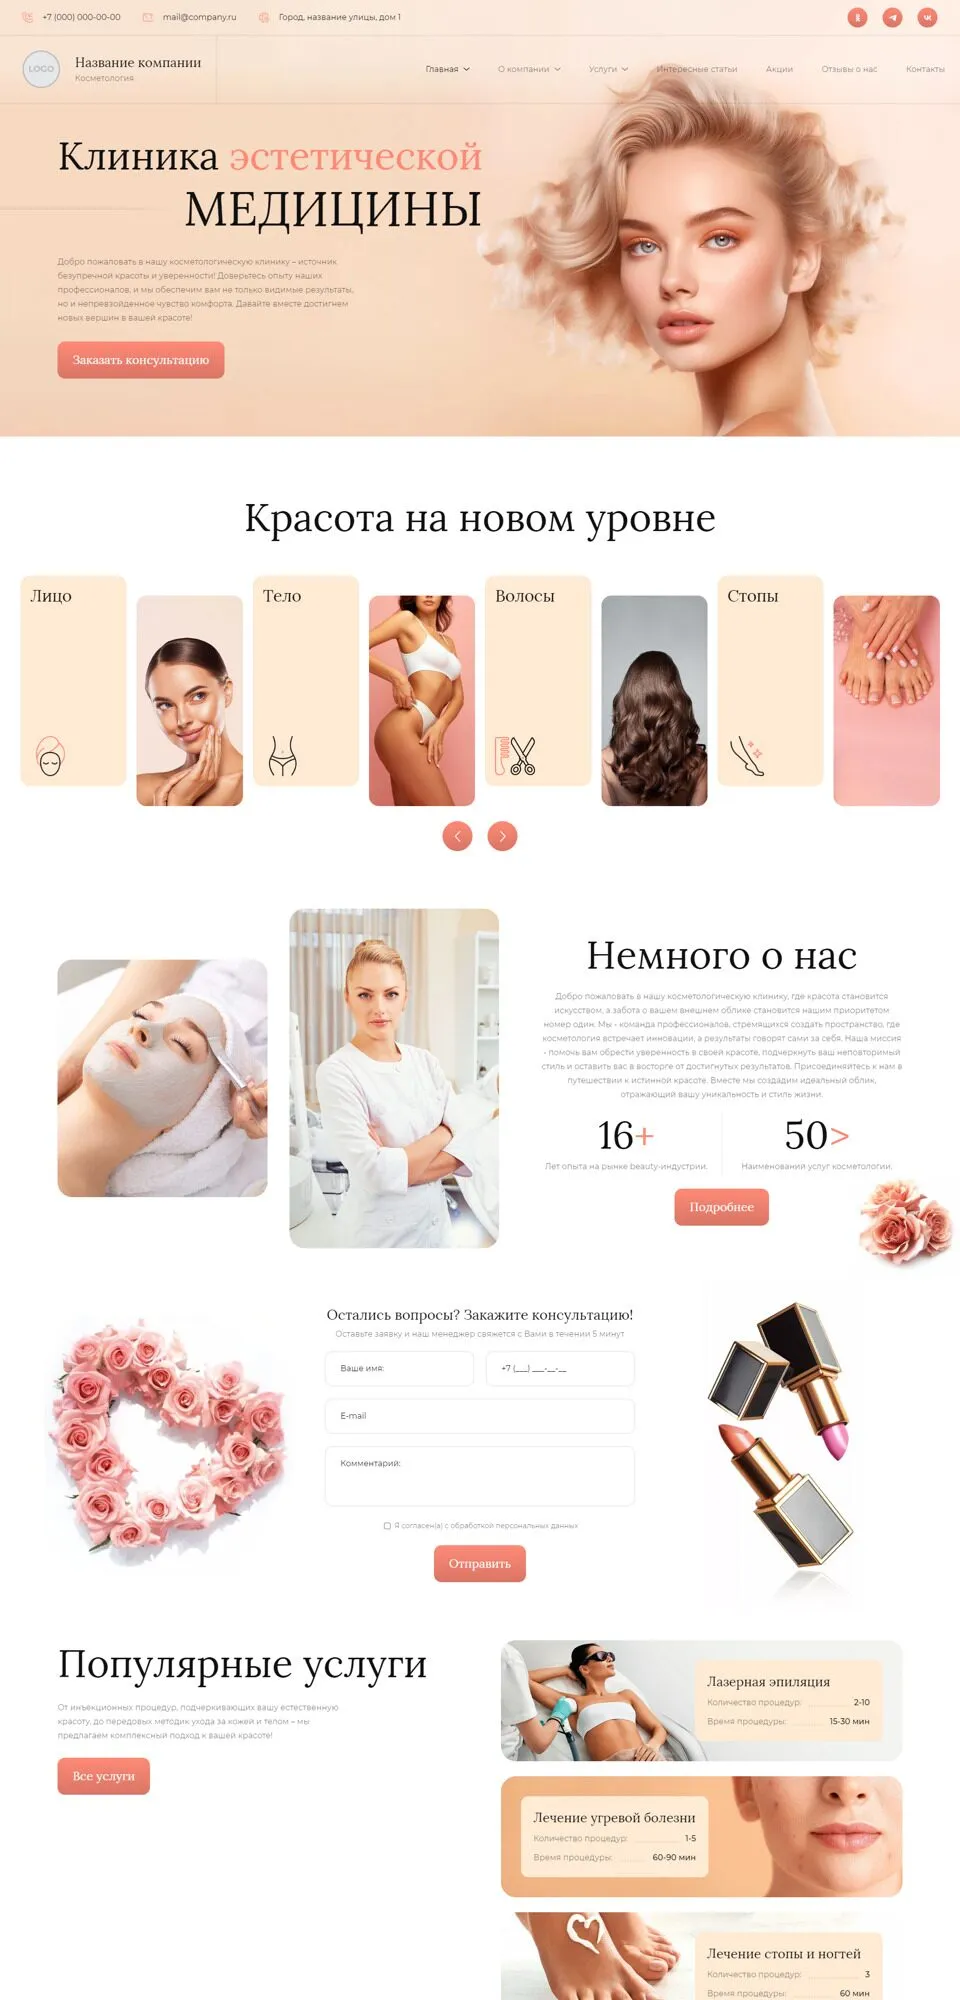 +7 (000) 000-00-00
mail@company.ru
Город, название улицы, дом 1
LOGO
Название компании
Косметология
Главная
О компании
Услуги
Интересные статьи
Акции
Отзывы о нас
Контакты
Клиника эстетической
МЕДИЦИНЫ
Добро пожаловать в нашу косметологическую клинику – источник
безупречной красоты и уверенности! Доверьтесь опыту наших
профессионалов, и мы обеспечим вам не только видимые результаты,
но и непревзойденное чувство комфорта. Давайте вместе достигнем
новых вершин в вашей красоте!
Заказать консультацию
Красота на новом уровне
Лицо
Тело
Волосы
Стопы
Немного о нас
Добро пожаловать в нашу косметологическую клинику, где красота становится
искусством, а забота о вашем внешнем облике становится нашим приоритетом
номер один. Мы - команда профессионалов, стремящихся создать пространство, где
косметология встречает инновации, а результаты говорят сами за себя. Наша миссия
- помочь вам обрести уверенность в своей красоте, подчеркнуть ваш неповторимый
стиль и оставить вас в восторге от достигнутых результатов. Присоединяйтесь к нам в
путешествии к истинной красоте. Вместе мы создадим идеальный облик,
отражающий вашу уникальность и стиль жизни.
16+
Лет опыта на рынке beauty-индустрии.
50>
Наименований услуг косметологии.
Подробнее
Остались вопросы? Закажите консультацию!
Оставьте заявку и наш менеджер свяжется с Вами в течении 5 минут
Ваше имя:
+7 (___) ___-__-__
E-mail
Комментарий:
Я согласен(а) с обработкой персональных данных
Отправить
Популярные услуги
От инъекционных процедур, подчеркивающих вашу естественную
красоту, до передовых методик ухода за кожей и телом – мы
предлагаем комплексный подход к вашей красоте!
Все услуги
Лазерная эпиляция
Количество процедур: 2-10
Время процедуры: 15-30 мин
Лечение угревой болезни
Количество процедур: 1-5
Время процедуры: 60-90 мин
Лечение стопы и ногтей
Количество процедур: 3
Время процедуры: 60 мин